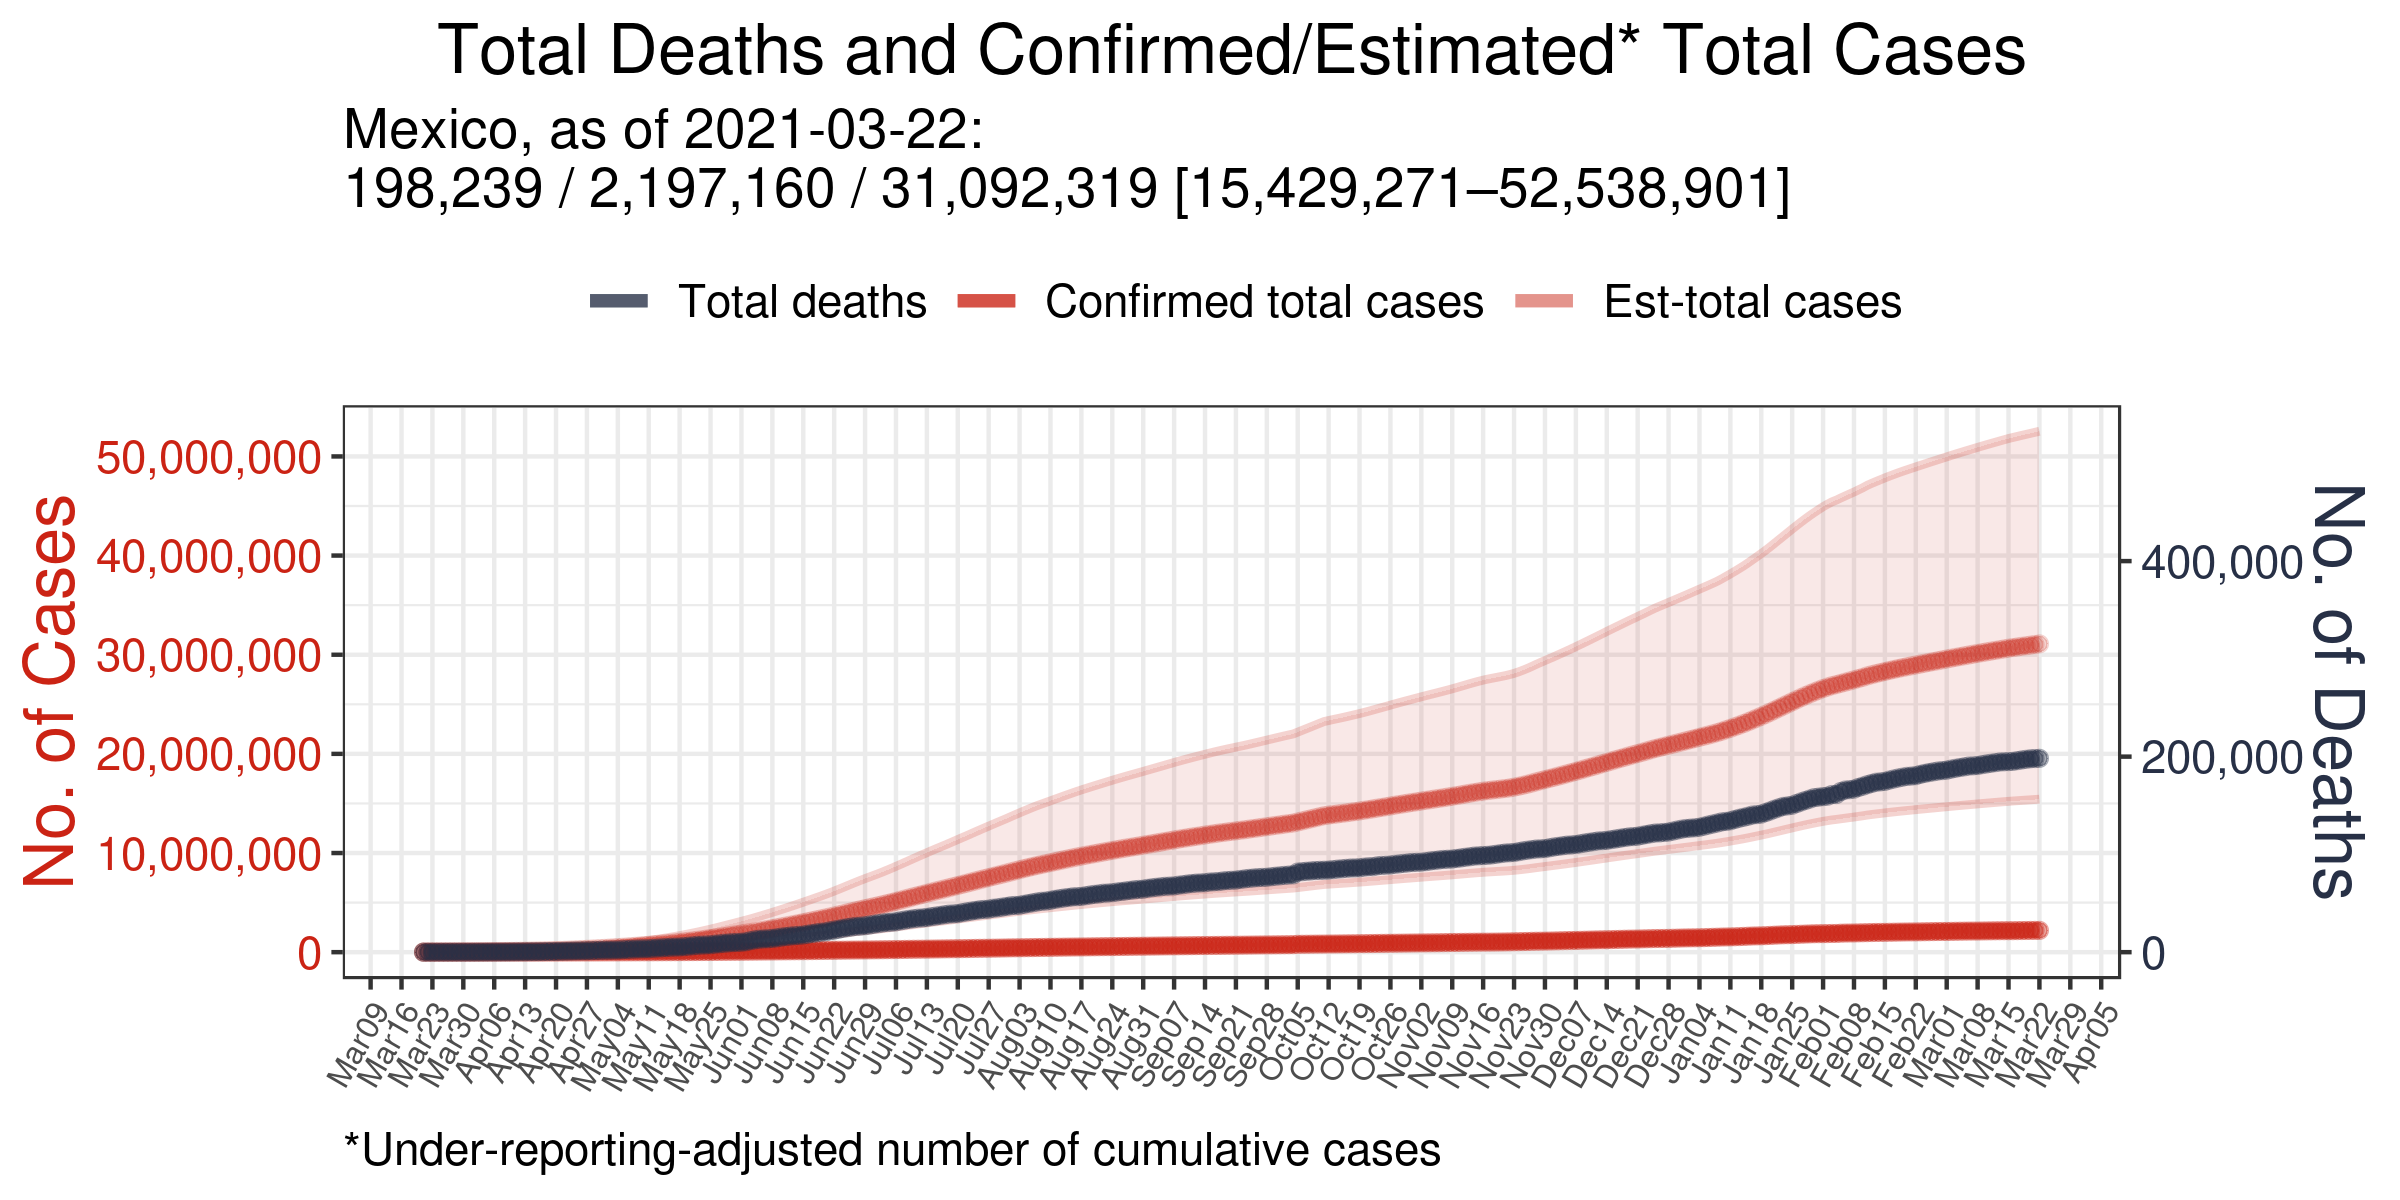 Total Deaths and Confirmed/Estimated* Total Cases
Mexico, as of 2021-03-22:
198,239 / 2,197,160 / 31,092,319 [15,429,271–52,538,901]
Total deaths Confirmed total cases Est-total cases
No. of Cases
50,000,000
40,000,000
30,000,000
20,000,000
10,000,000
0
400,000
200,000
0
No. of Deaths
Mar09 Mar16 Mar23 Mar30 Apr06 Apr13 Apr20 Apr27 May04 May11 May18 May25 Jun01 Jun08 Jun15 Jun22 Jun29 Jul06 Jul13 Jul20 Jul27 Aug03 Aug10 Aug17 Aug24 Aug31 Sep07 Sep14 Sep21 Sep28 Oct05 Oct12 Oct19 Oct26 Nov02 Nov09 Nov16 Nov23 Nov30 Dec07 Dec14 Dec21 Dec28 Jan04 Jan11 Jan18 Jan25 Feb01 Feb08 Feb15 Feb22 Mar01 Mar08 Mar15 Mar22 Mar29 Apr05
*Under-reporting-adjusted number of cumulative cases